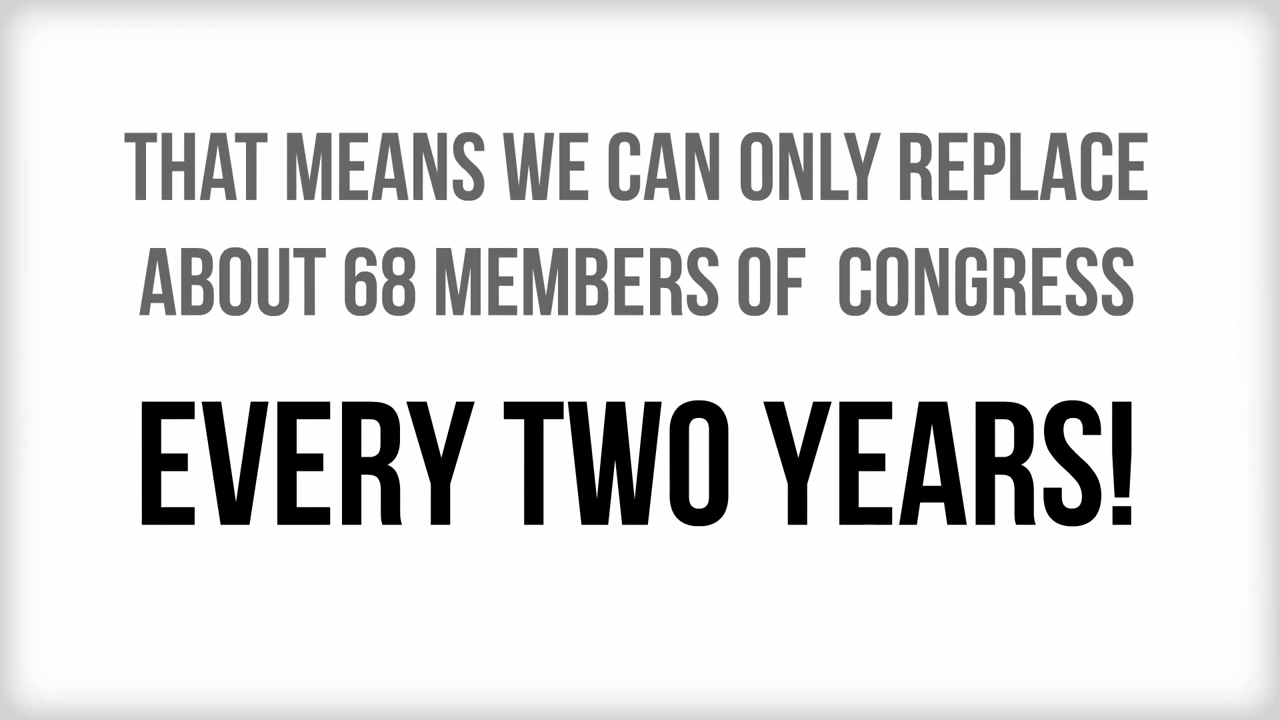 THAT MEANS WE CAN ONLY REPLACE
ABOUT 68 MEMBERS OF CONGRESS
EVERY TWO YEARS!